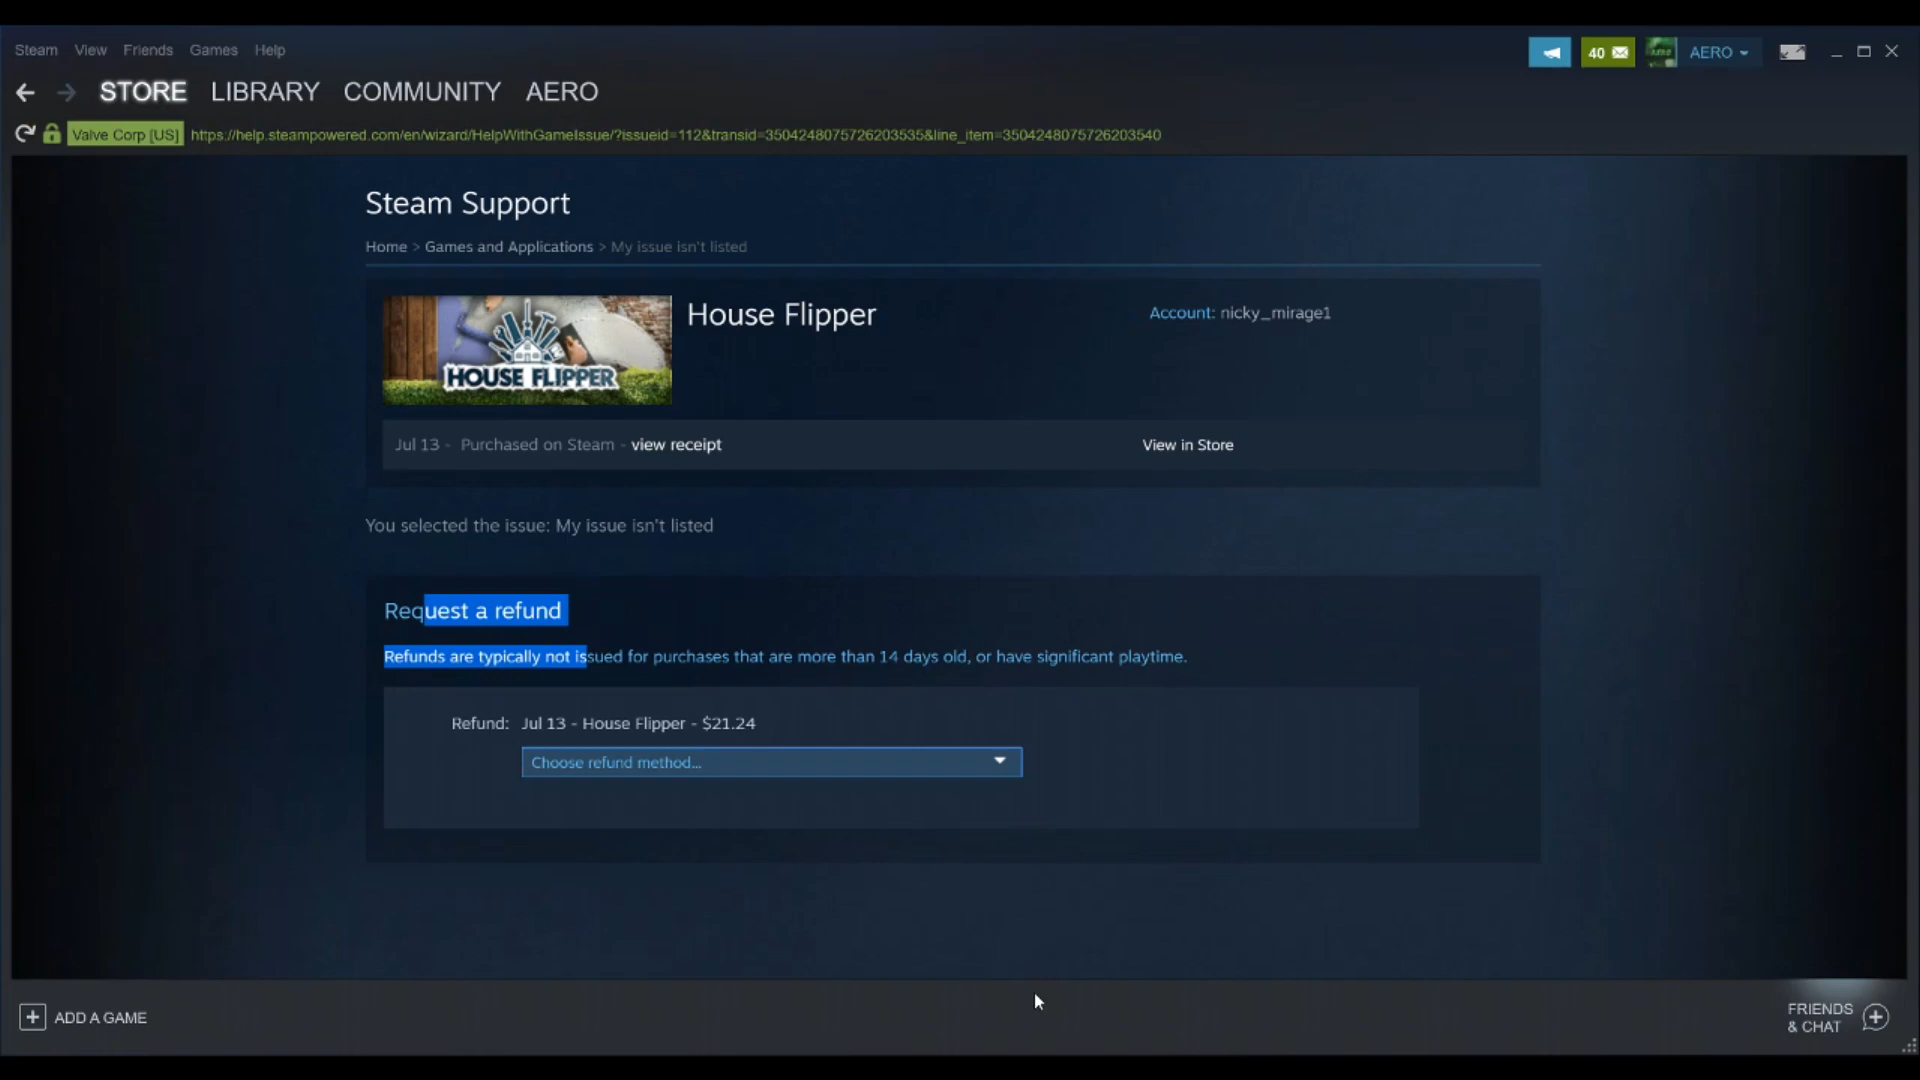 Steam View Friends Games Help
40 AERO
STORE LIBRARY COMMUNITY AERO
Valve Corp [US] https://help.steampowered.com/en/wizard/HelpWithGameIssue/?issueid=112&transid=3504248075726203535&line_item=3504248075726203540
Steam Support
Home > Games and Applications > My issue isn't listed
House Flipper
Account: nicky_mirage1
HOUSE FLIPPER
Jul 13 - Purchased on Steam - view receipt
View in Store
You selected the issue: My issue isn't listed
Request a refund
Refunds are typically not issued for purchases that are more than 14 days old, or have significant playtime.
Refund: Jul 13 - House Flipper - $21.24
Choose refund method...
ADD A GAME
FRIENDS
& CHAT